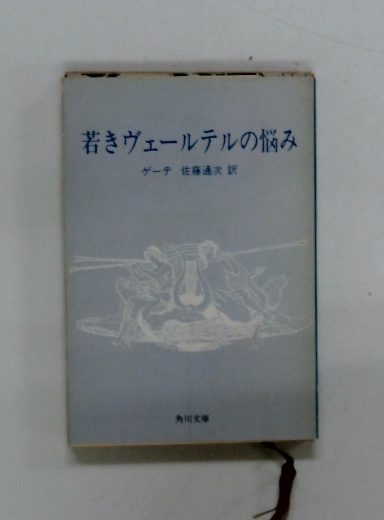 若きヴェールテルの悩み
ゲーテ 佐藤通次 訳
角川文庫